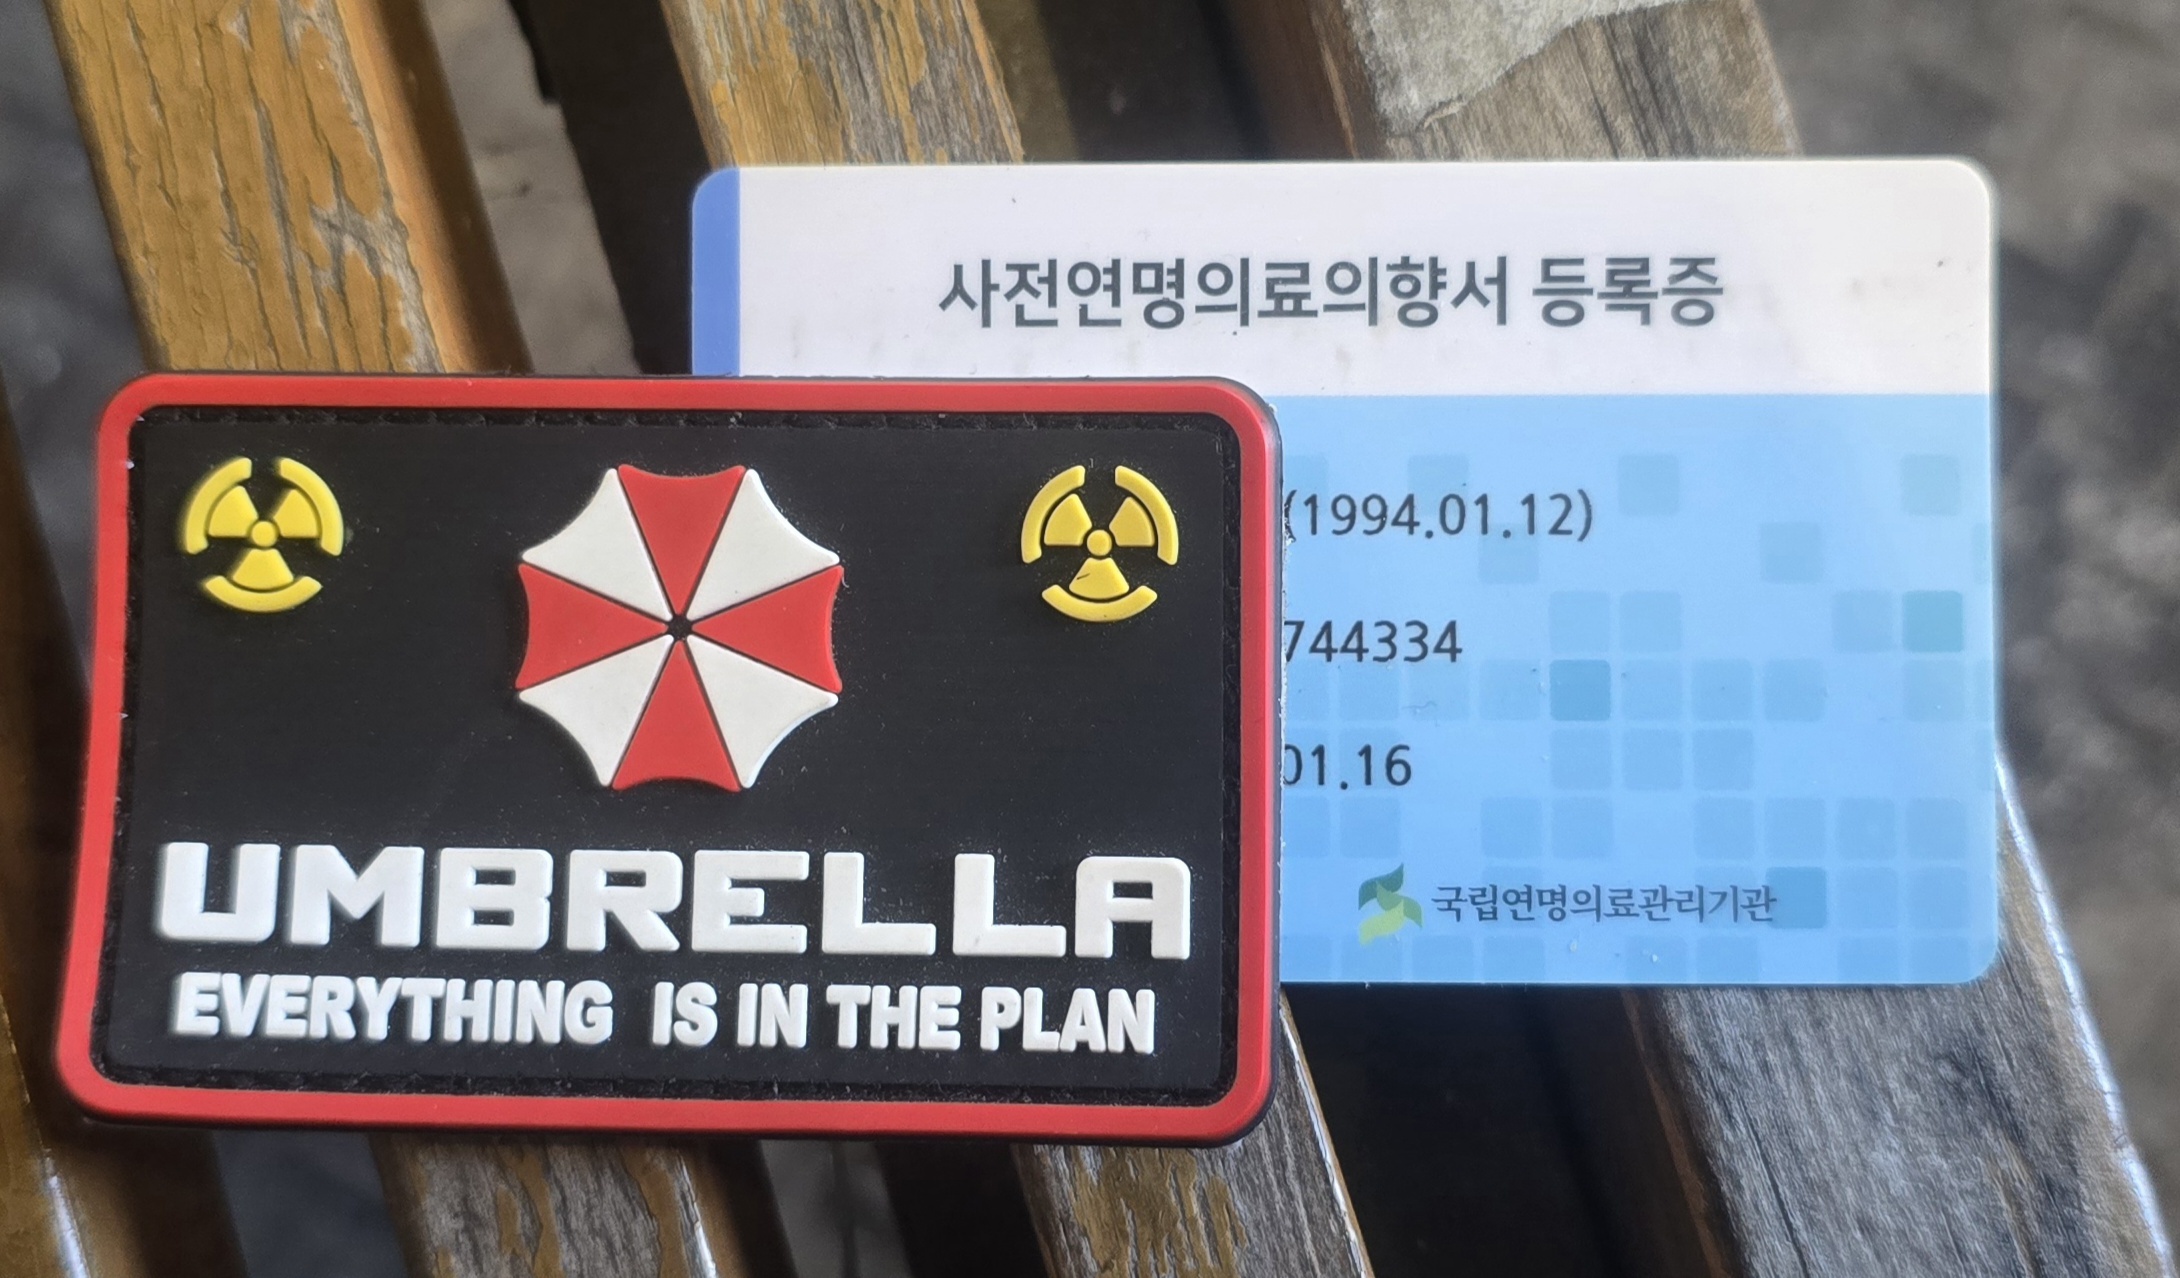 사전연명의료의향서 등록증
(1994.01.12)
744334
01.16
국립연명의료관리기관
UMBRELLA
EVERYTHING IS IN THE PLAN